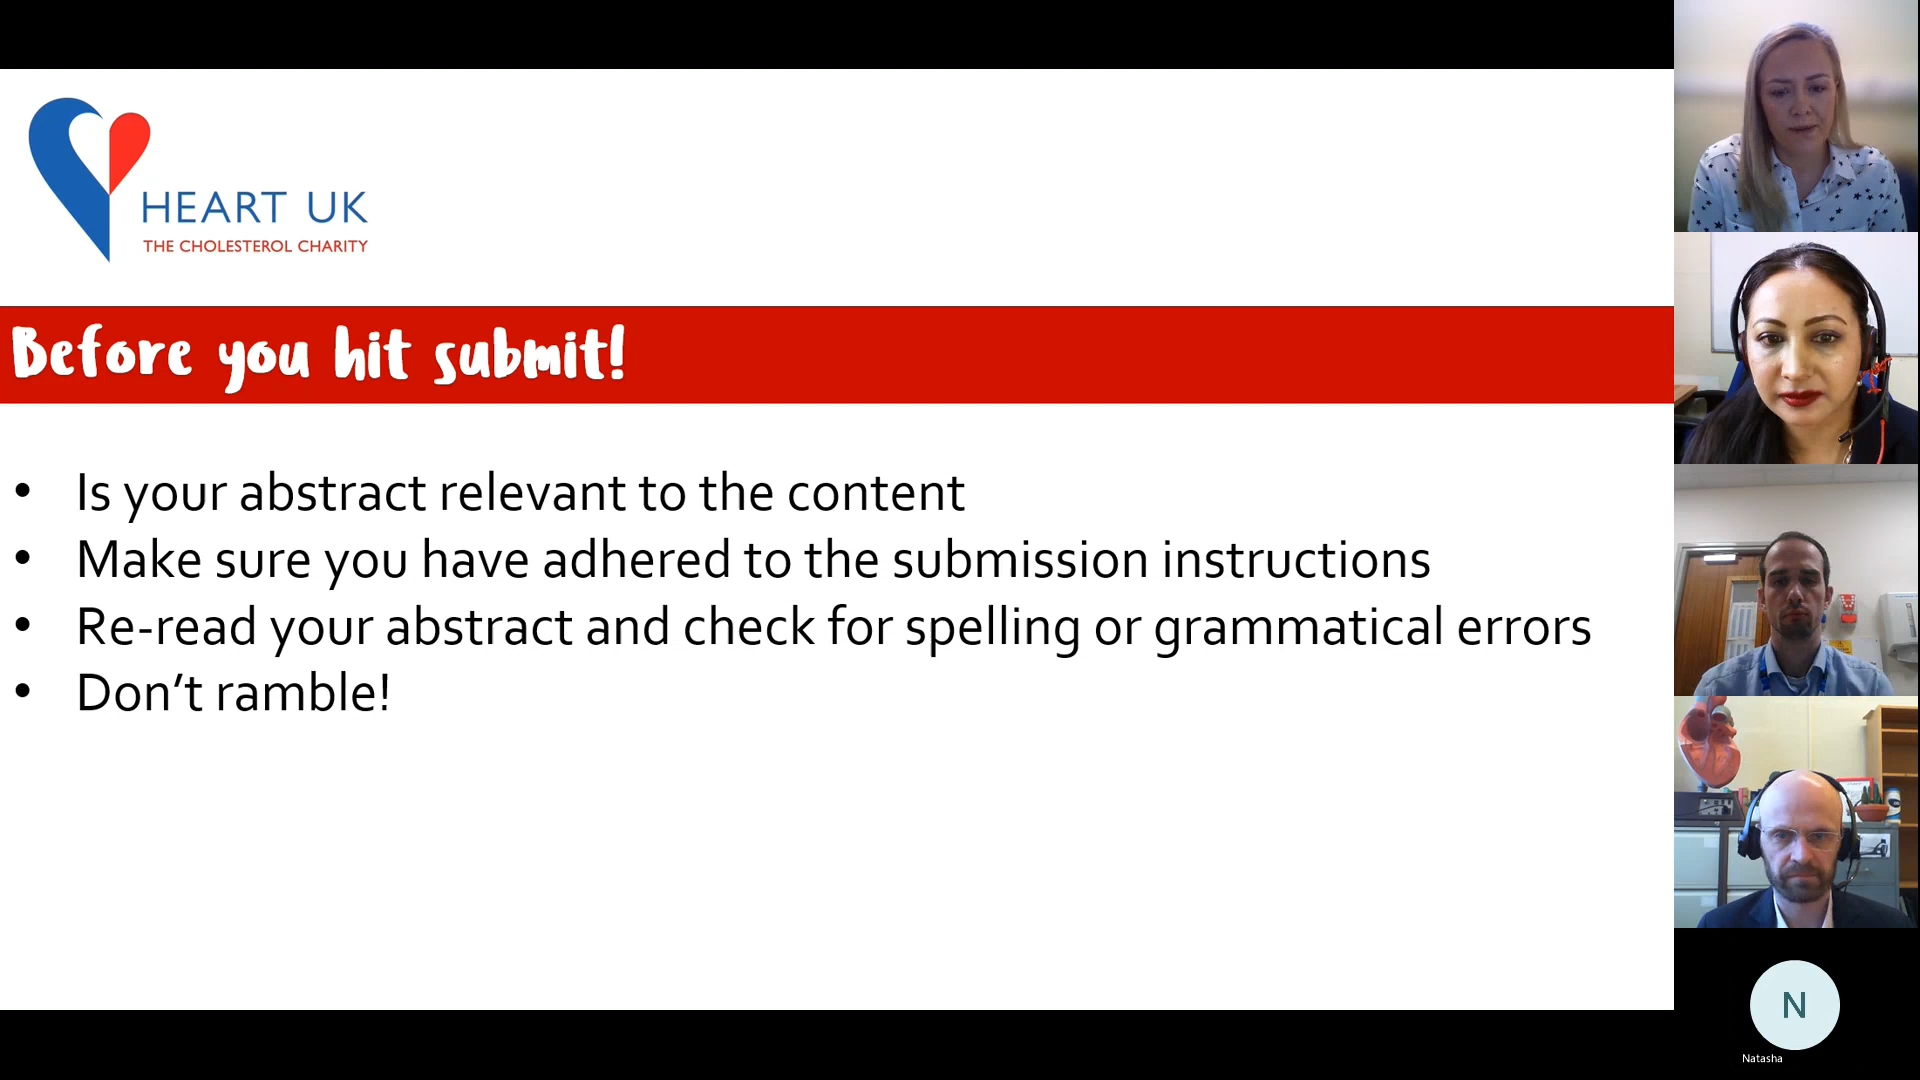 HEART UK
THE CHOLESTEROL CHARITY
Before you hit submit!
• Is your abstract relevant to the content
• Make sure you have adhered to the submission instructions
• Re-read your abstract and check for spelling or grammatical errors
• Don’t ramble!
N
Natasha